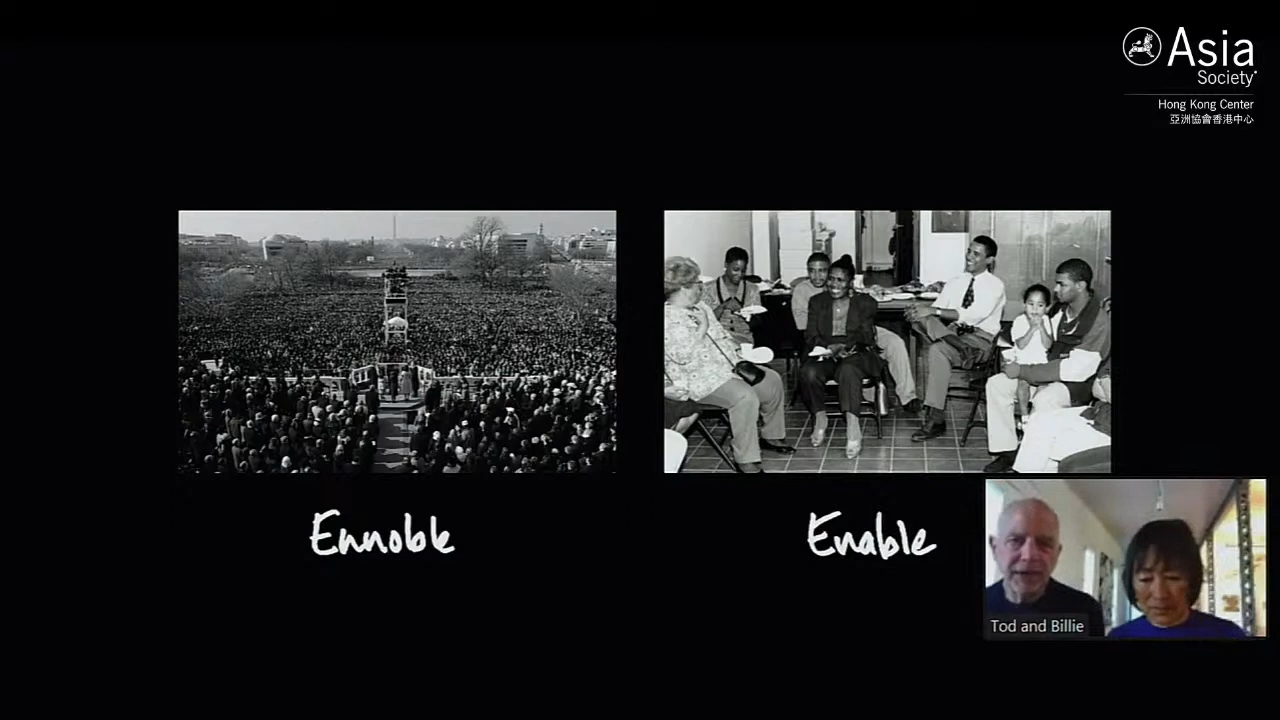 Asia
Society
Hong Kong Center
亞洲協會香港中心
Ennoble
Enable
Tod and Billie